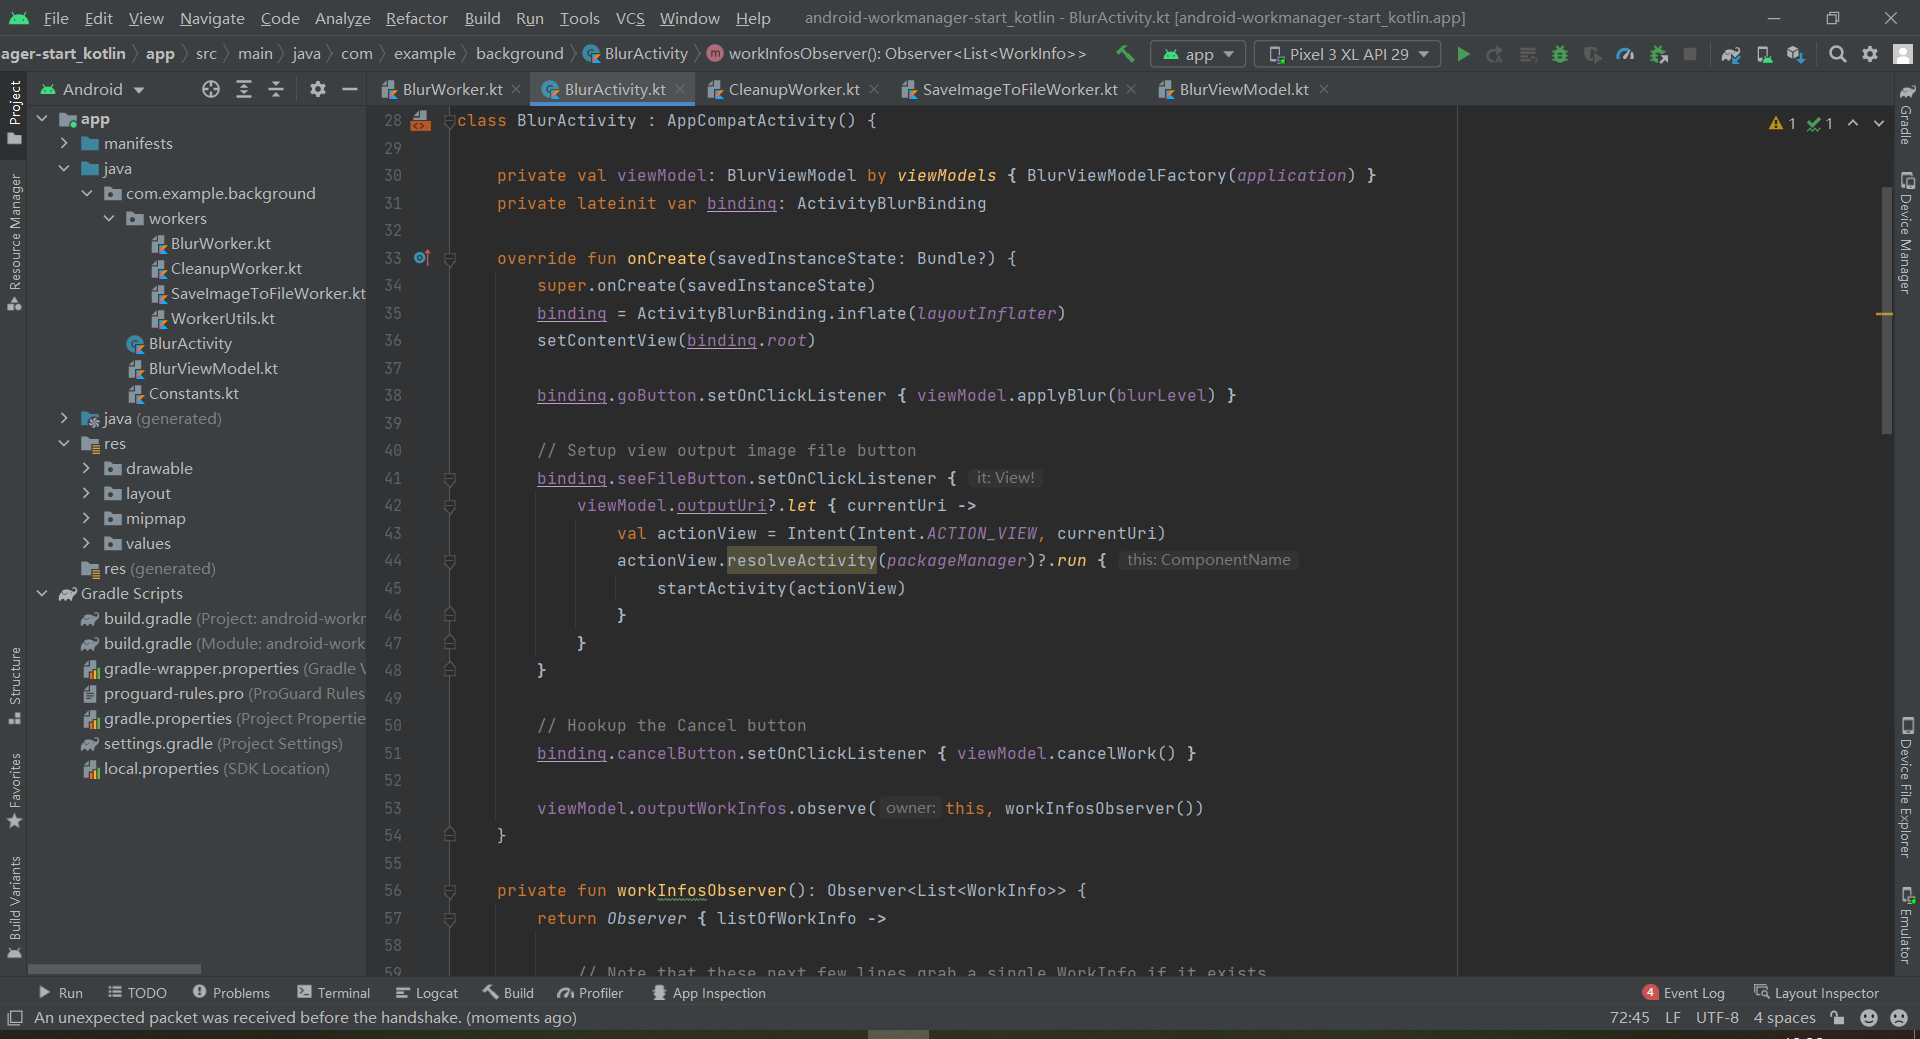 File Edit View Navigate Code Analyze Refactor Build Run Tools VCS Window Help android-workmanager-start_kotlin - BlurActivity.kt [android-workmanager-start_kotlin.app]
ager-start_kotlin app src main java com example background BlurActivity workInfosObserver(): Observer<List<WorkInfo>> app Pixel 3 XL API 29
Android BlurWorker.kt BlurActivity.kt CleanupWorker.kt SaveImageToFileWorker.kt BlurViewModel.kt
Project
Resource Manager
Structure
Favorites
Build Variants
app
manifests
java
com.example.background
workers
BlurWorker.kt
CleanupWorker.kt
SaveImageToFileWorker.kt
WorkerUtils.kt
BlurActivity
BlurViewModel.kt
Constants.kt
java (generated)
res
drawable
layout
mipmap
values
res (generated)
Gradle Scripts
build.gradle (Project: android-workr
build.gradle (Module: android-work
gradle-wrapper.properties (Gradle V
proguard-rules.pro (ProGuard Rules
gradle.properties (Project Propertie
settings.gradle (Project Settings)
local.properties (SDK Location)
28 class BlurActivity : AppCompatActivity() {
29
30 private val viewModel: BlurViewModel by viewModels { BlurViewModelFactory(application) }
31 private lateinit var binding: ActivityBlurBinding
32
33 override fun onCreate(savedInstanceState: Bundle?) {
34 super.onCreate(savedInstanceState)
35 binding = ActivityBlurBinding.inflate(layoutInflater)
36 setContentView(binding.root)
37
38 binding.goButton.setOnClickListener { viewModel.applyBlur(blurLevel) }
39
40 // Setup view output image file button
41 binding.seeFileButton.setOnClickListener { it: View!
42 viewModel.outputUri?.let { currentUri ->
43 val actionView = Intent(Intent.ACTION_VIEW, currentUri)
44 actionView.resolveActivity(packageManager)?.run { this: ComponentName
45 startActivity(actionView)
46 }
47 }
48 }
49
50 // Hookup the Cancel button
51 binding.cancelButton.setOnClickListener { viewModel.cancelWork() }
52
53 viewModel.outputWorkInfos.observe( owner: this, workInfosObserver())
54 }
55
56 private fun workInfosObserver(): Observer<List<WorkInfo>> {
57 return Observer { listOfWorkInfo ->
58
59 // Note that these next few lines grab a single WorkInfo if it exists
1 1
Gradle
Device Manager
Device File Explorer
Emulator
Run TODO Problems Terminal Logcat Build Profiler App Inspection 4 Event Log Layout Inspector
An unexpected packet was received before the handshake. (moments ago) 72:45 LF UTF-8 4 spaces